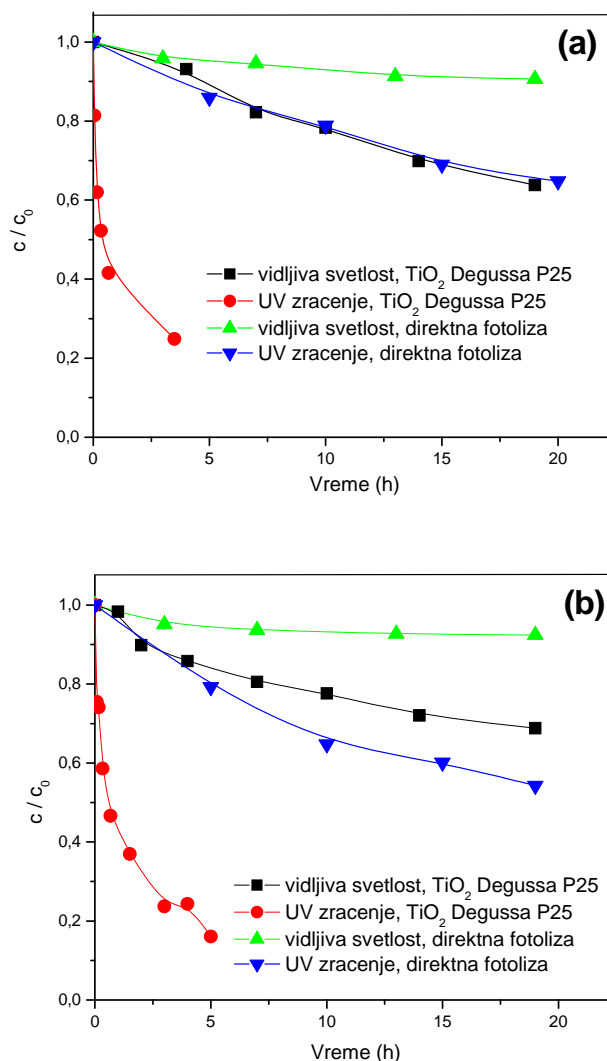 (a)
1,0
0,8
0,6
0,4
0,2
0,0
c / c₀
vidljiva svetlost, TiO₂ Degussa P25
UV zracenje, TiO₂ Degussa P25
vidljiva svetlost, direktna fotoliza
UV zracenje, direktna fotoliza
0 5 10 15 20
Vreme (h)
(b)
1,0
0,8
0,6
0,4
0,2
0,0
c / c₀
vidljiva svetlost, TiO₂ Degussa P25
UV zracenje, TiO₂ Degussa P25
vidljiva svetlost, direktna fotoliza
UV zracenje, direktna fotoliza
0 5 10 15 20
Vreme (h)